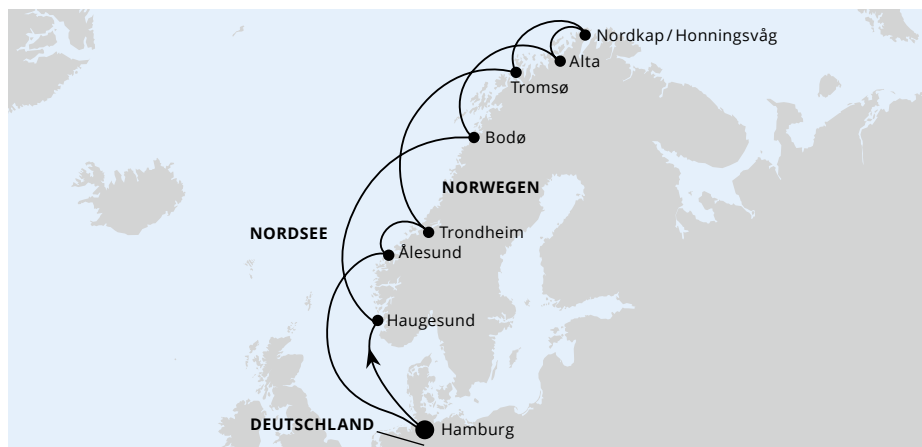 Nordkap/Honningsvåg
Alta
Tromsø
Bodø
NORWEGEN
NORDSEE
Trondheim
Ålesund
Haugesund
DEUTSCHLAND
Hamburg